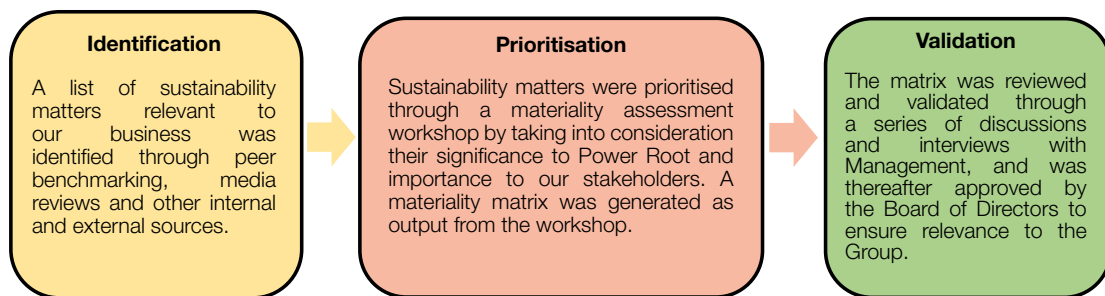 Identification
A list of sustainability
matters relevant to
our business was
identified through peer
benchmarking, media
reviews and other internal
and external sources.
Prioritisation
Sustainability matters were prioritised
through a materiality assessment
workshop by taking into consideration
their significance to Power Root and
importance to our stakeholders. A
materiality matrix was generated as
output from the workshop.
Validation
The matrix was reviewed
and validated through
a series of discussions
and interviews with
Management, and was
thereafter approved by
the Board of Directors to
ensure relevance to the
Group.